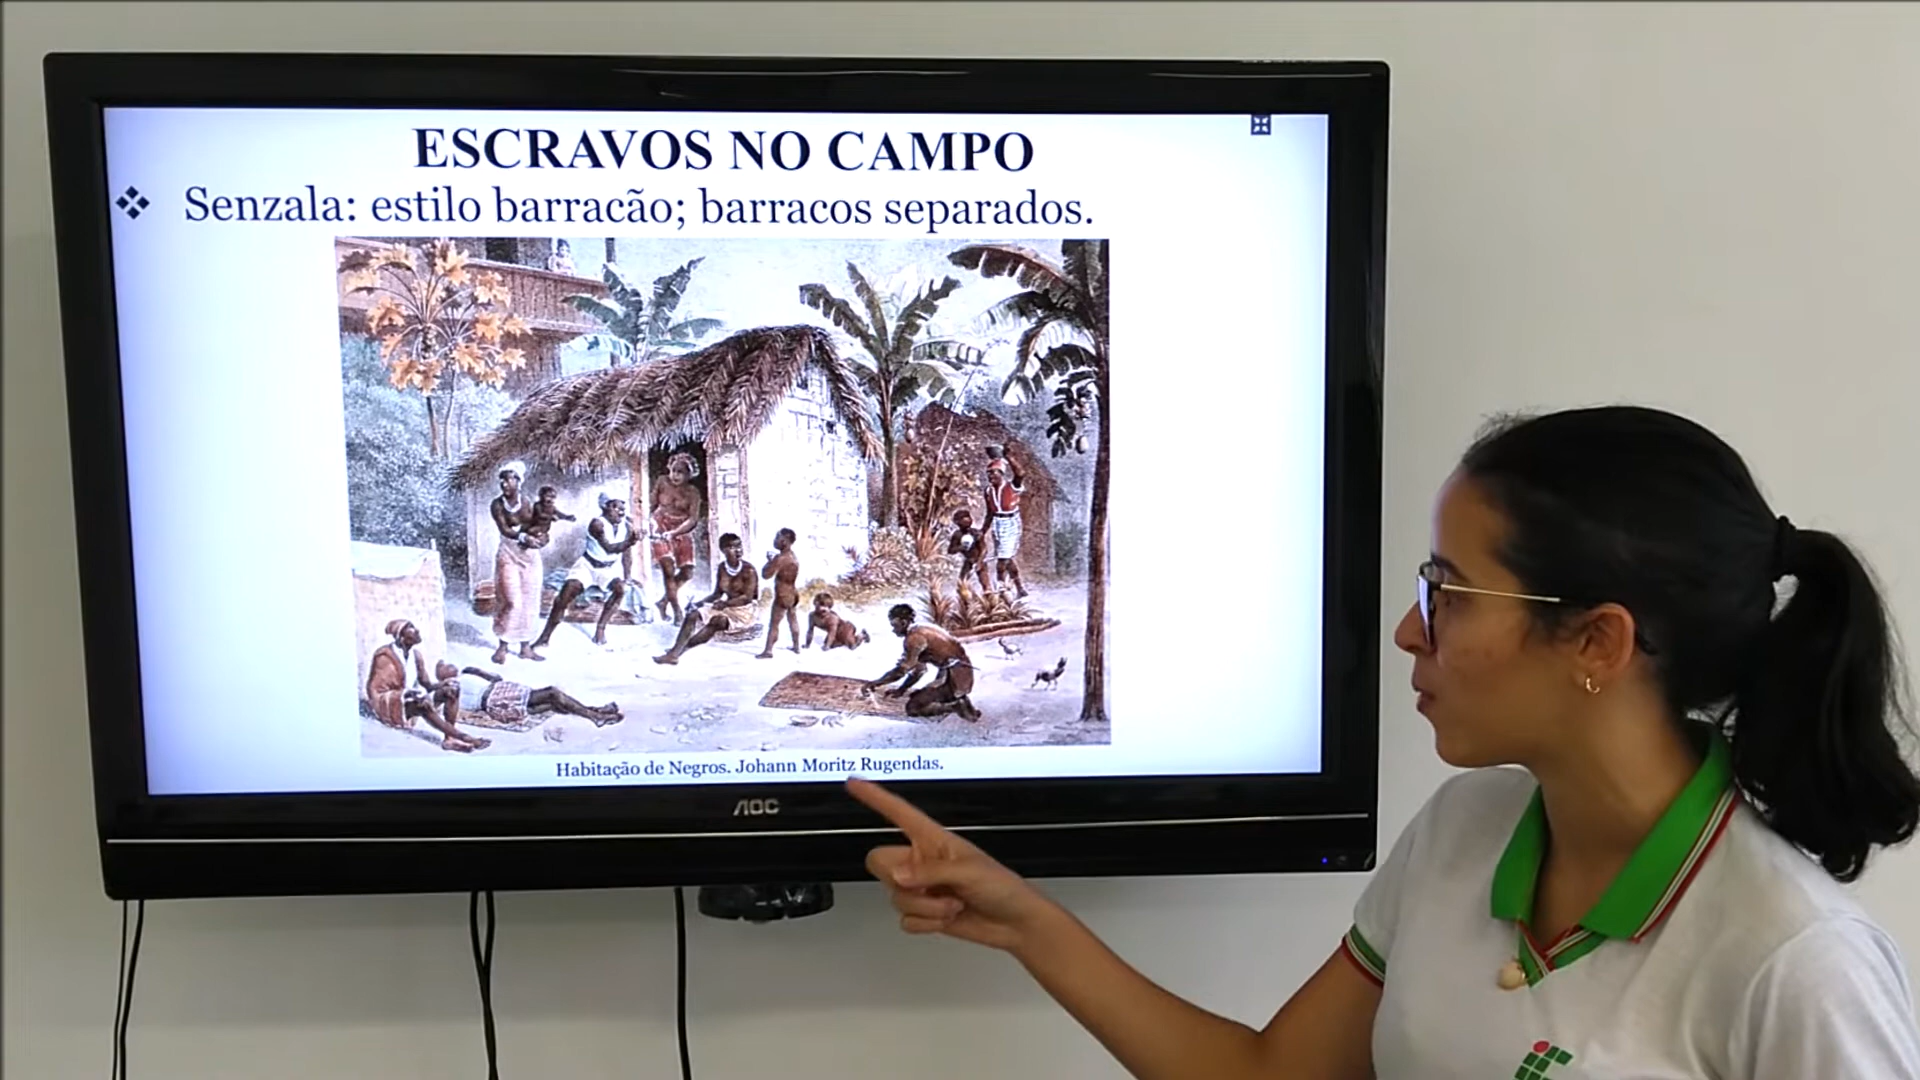 ESCRAVOS NO CAMPO
Senzala: estilo barracão; barracos separados.
Habitação de Negros. Johann Moritz Rugendas.
AOC